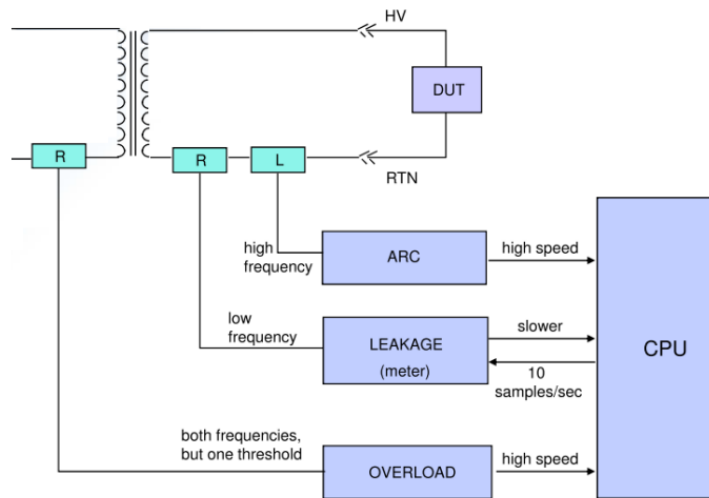 HV
DUT
R
R
L
RTN
high
frequency
ARC
high speed
low
frequency
LEAKAGE
(meter)
slower
10
samples/sec
CPU
both frequencies,
but one threshold
OVERLOAD
high speed